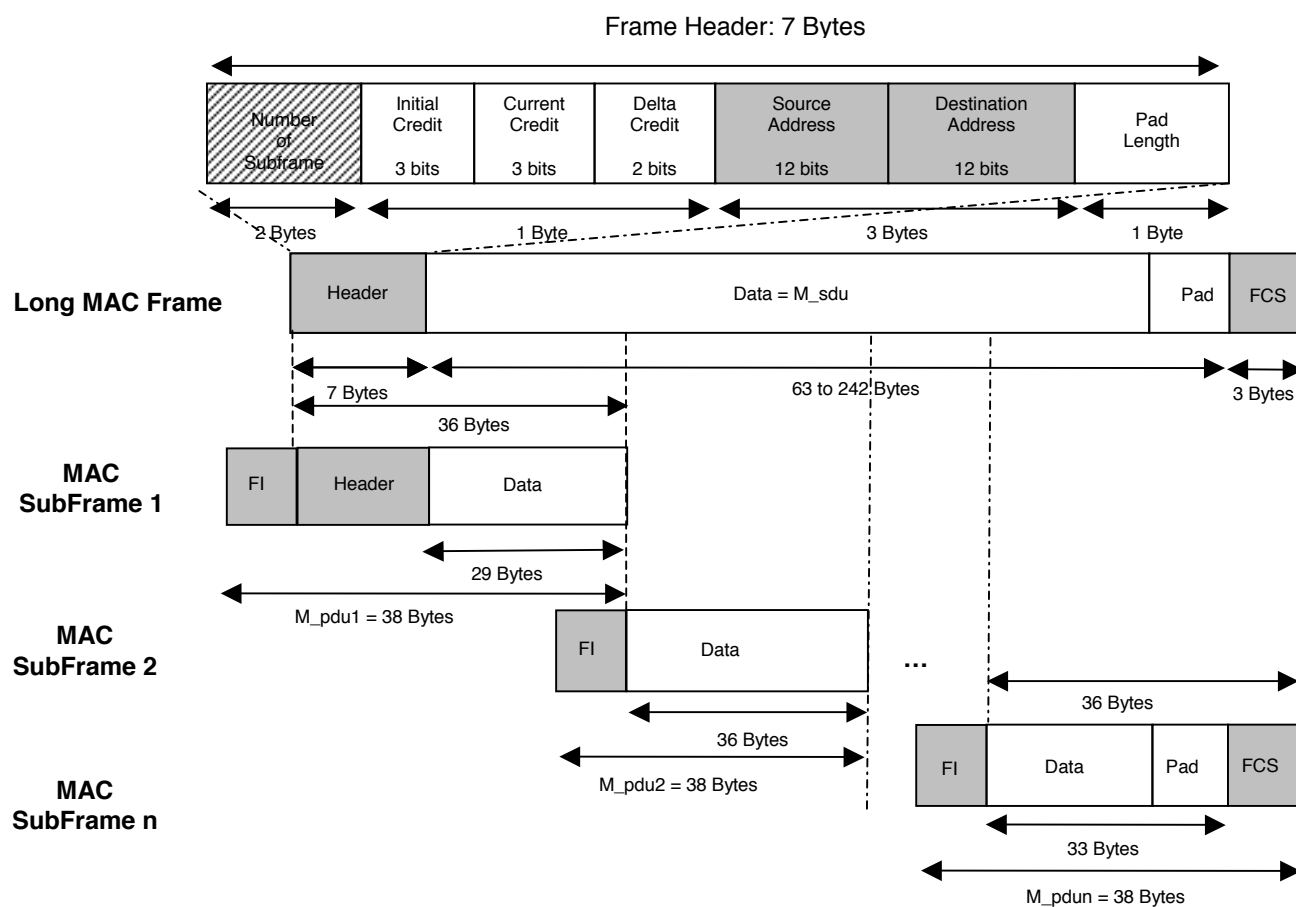 Frame Header: 7 Bytes
Number
of
Subframe
Initial
Credit
3 bits
Current
Credit
3 bits
Delta
Credit
2 bits
Source
Address
12 bits
Destination
Address
12 bits
Pad
Length
2 Bytes
1 Byte
3 Bytes
1 Byte
Long MAC Frame
Header
Data = M_sdu
Pad
FCS
7 Bytes
63 to 242 Bytes
3 Bytes
36 Bytes
MAC
SubFrame 1
FI
Header
Data
29 Bytes
M_pdu1 = 38 Bytes
MAC
SubFrame 2
FI
Data
...
36 Bytes
36 Bytes
M_pdu2 = 38 Bytes
MAC
SubFrame n
FI
Data
Pad
FCS
33 Bytes
M_pdun = 38 Bytes